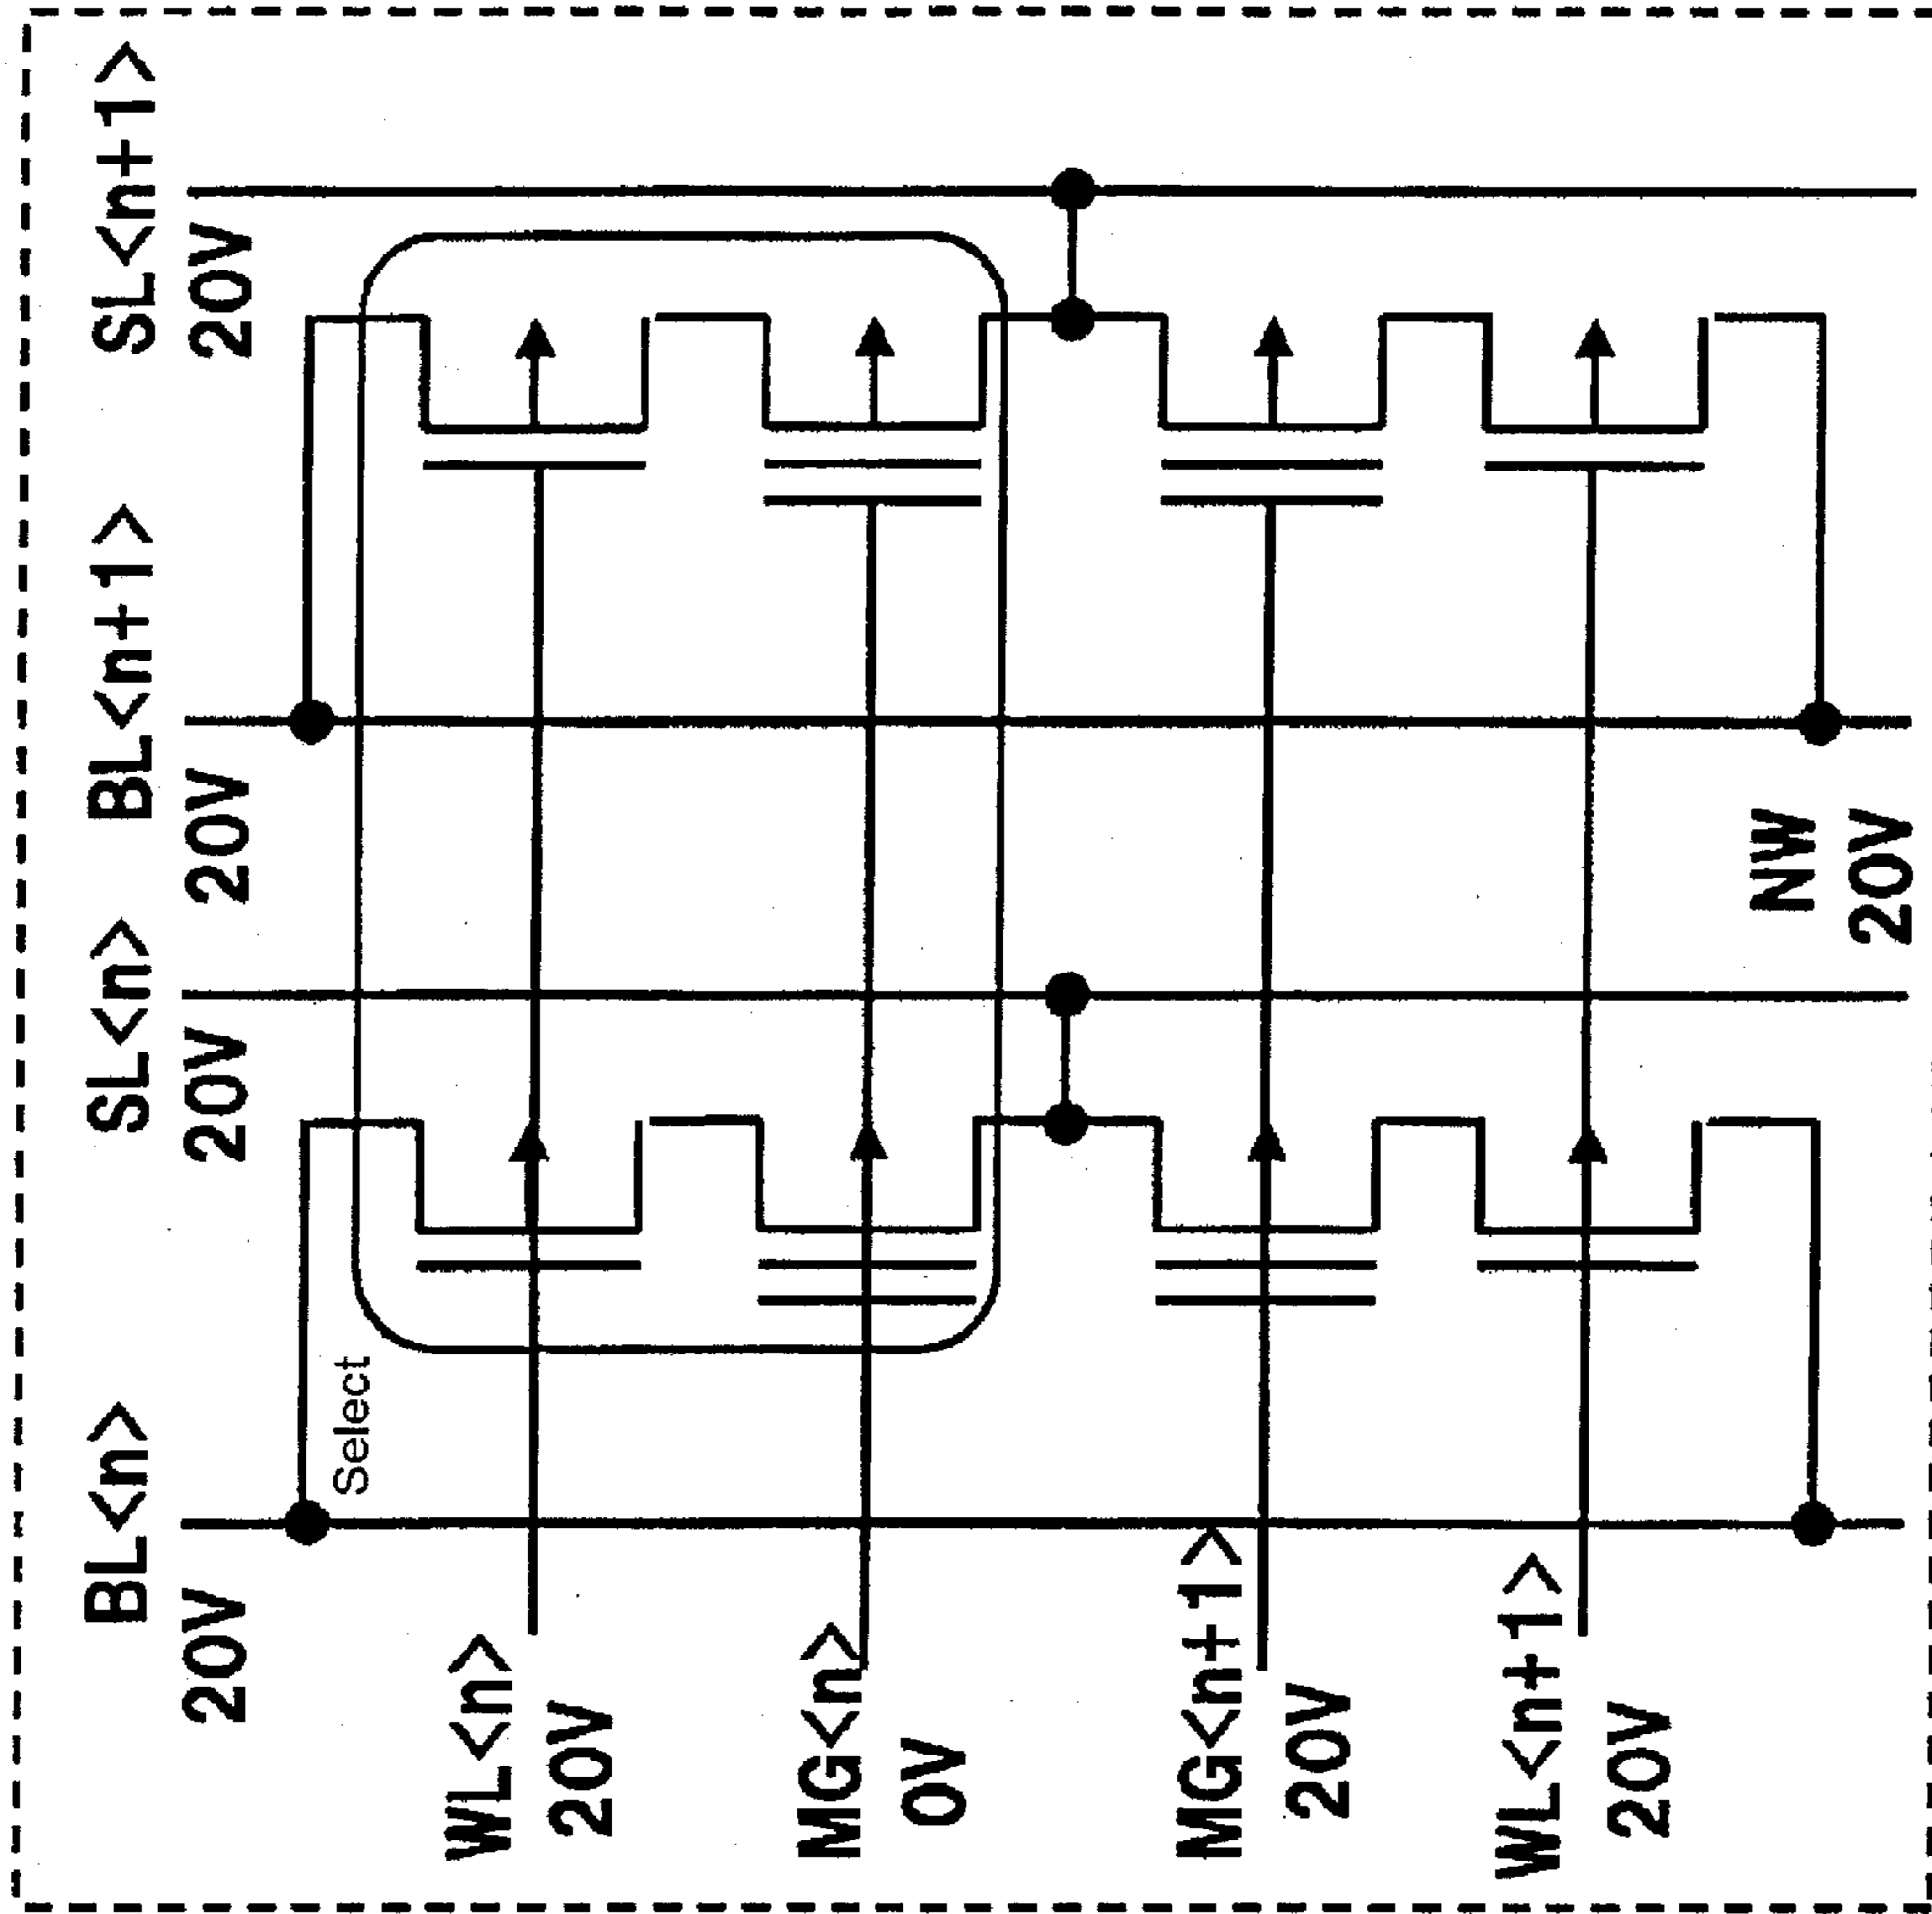 BL<n>
20V
SL<n>
20V
BL<n+1>
20V
SL<n+1>
20V
Select
WL<n>
20V
MG<n>
0V
MG<n+1>
20V
WL<n+1>
20V
NW
20V